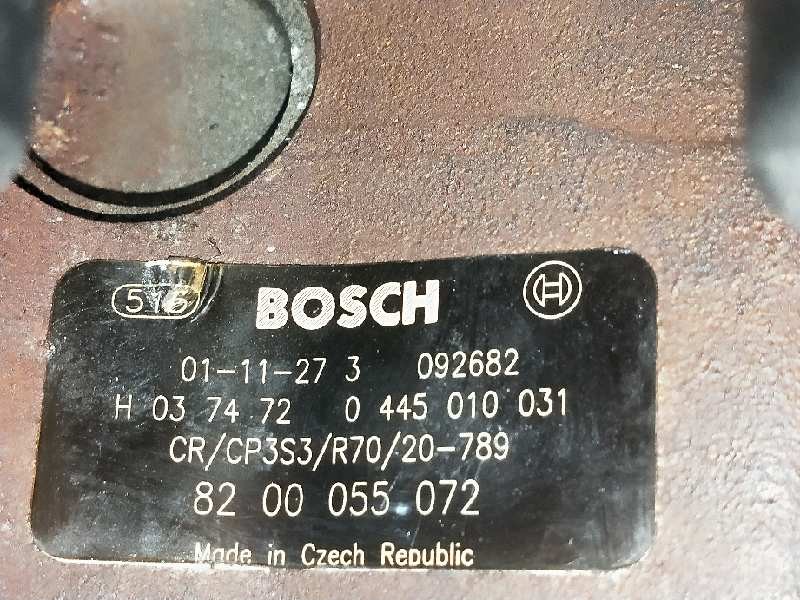 516 BOSCH
01-11-27 3 092682
H 03 74 72 0 445 010 031
CR/CP3S3/R70/20-789
82 00 055 072
Made in Czech Republic